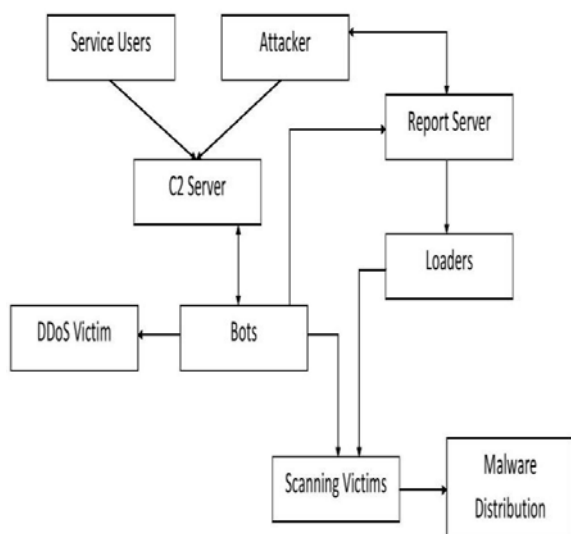 Service Users
Attacker
Report Server
C2 Server
Loaders
DDoS Victim
Bots
Scanning Victims
Malware
Distribution